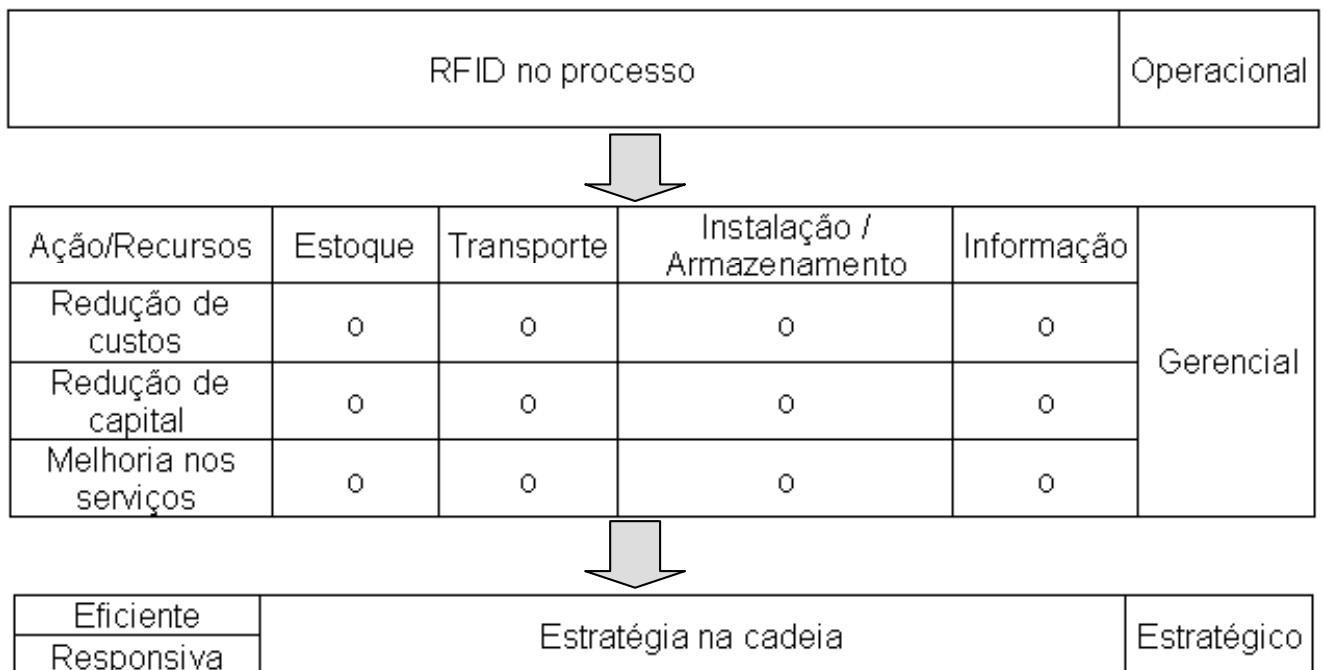 RFID no processo
Operacional
Ação/Recursos
Estoque
Transporte
Instalação /
Armazenamento
Informação
Redução de
custos
o
o
o
o
Gerencial
Redução de
capital
o
o
o
o
Melhoria nos
serviços
o
o
o
o
Eficiente
Estratégia na cadeia
Estratégico
Responsiva